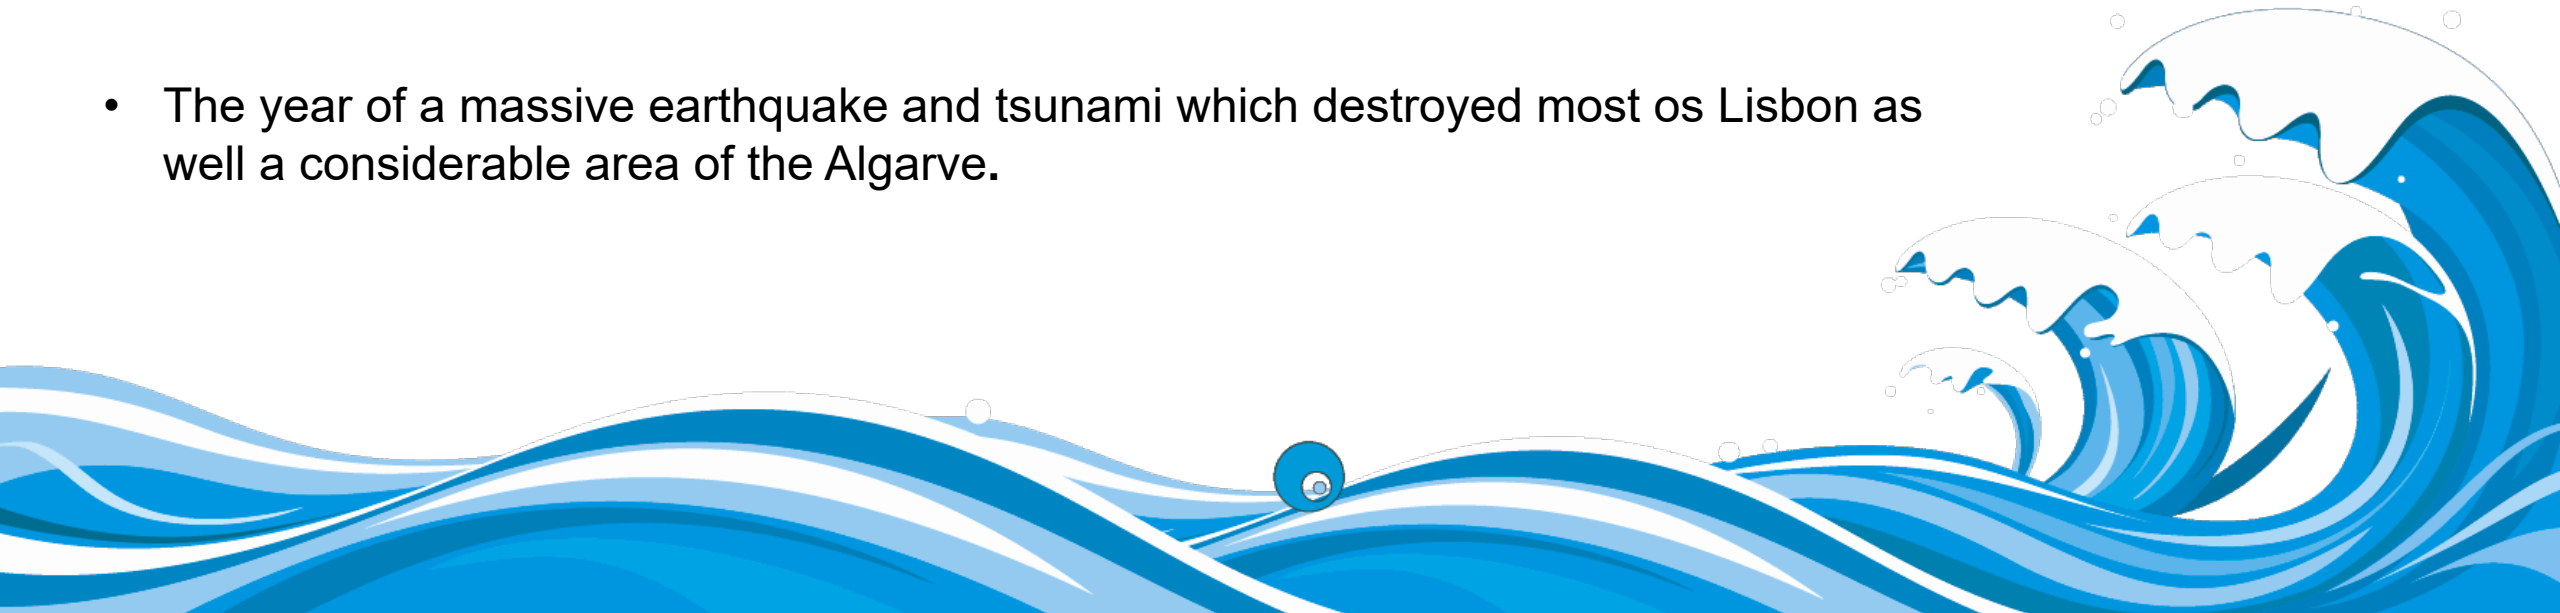 • The year of a massive earthquake and tsunami which destroyed most os Lisbon as
well a considerable area of the Algarve.